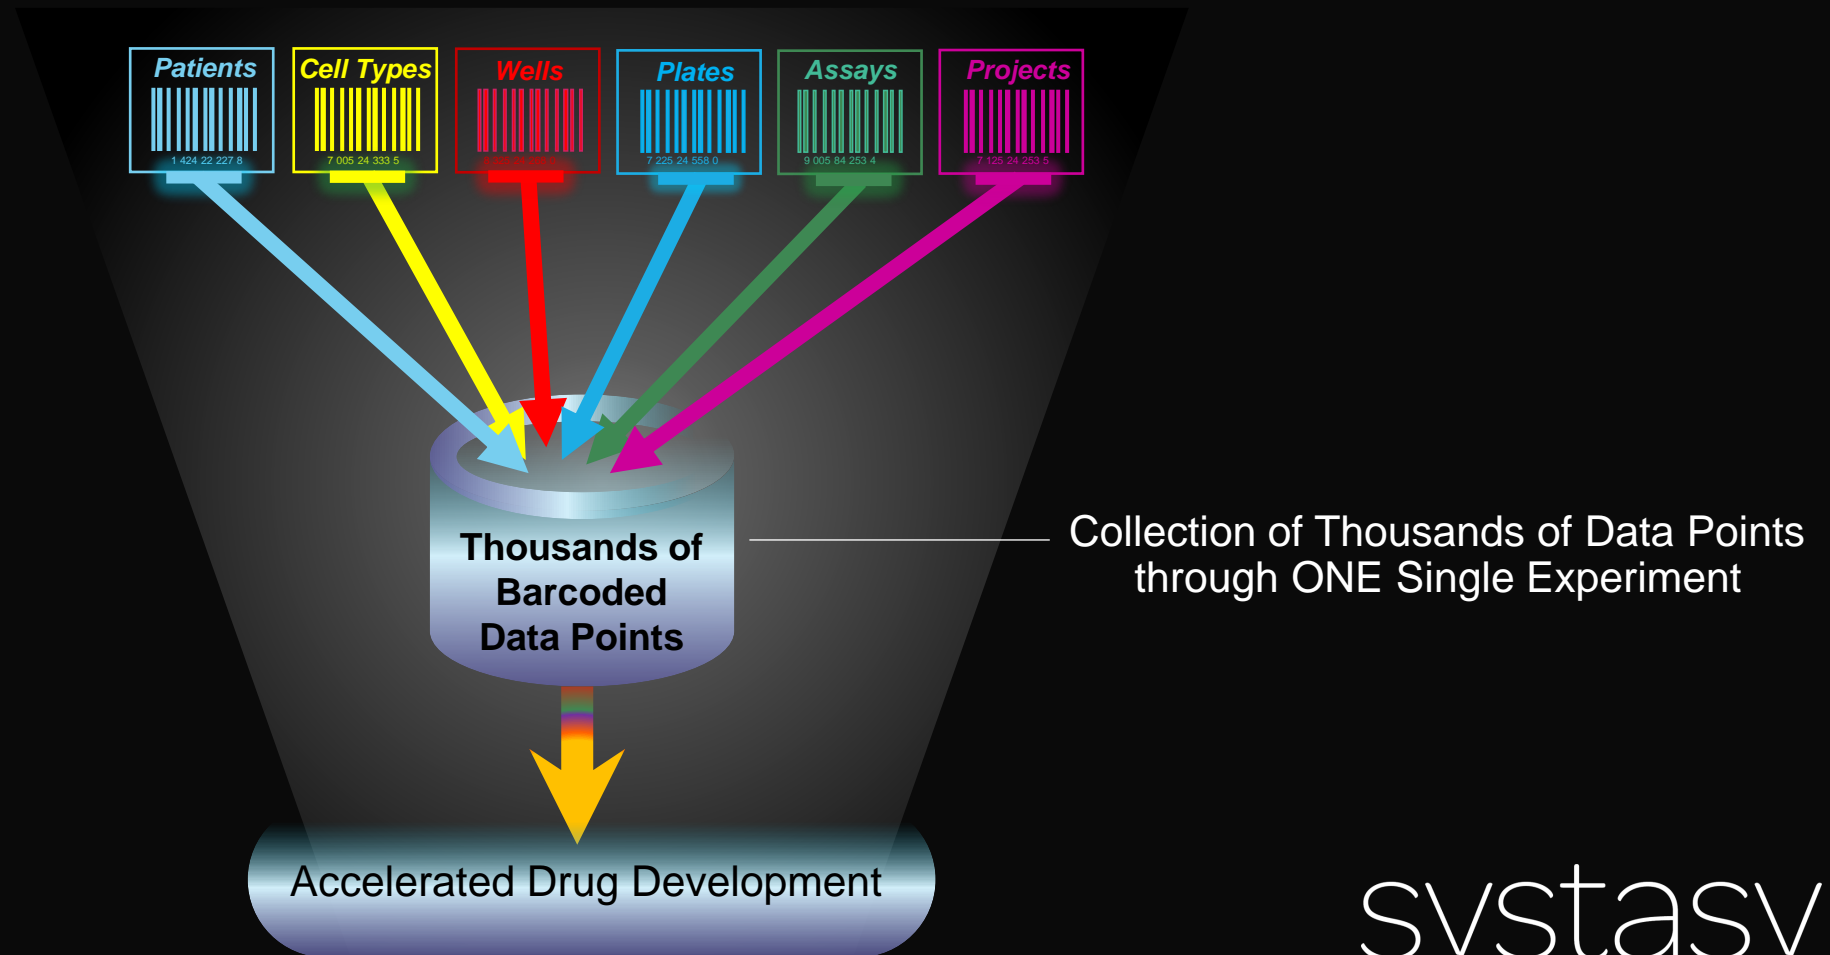 Patients
Cell Types
Wells
Plates
Assays
Projects
1 424 22 227 8
7 005 24 333 5
7 225 24 558 0
9 005 84 253 4
7 125 24 253 5
Thousands of
Barcoded
Data Points
Collection of Thousands of Data Points
through ONE Single Experiment
Accelerated Drug Development
systasy